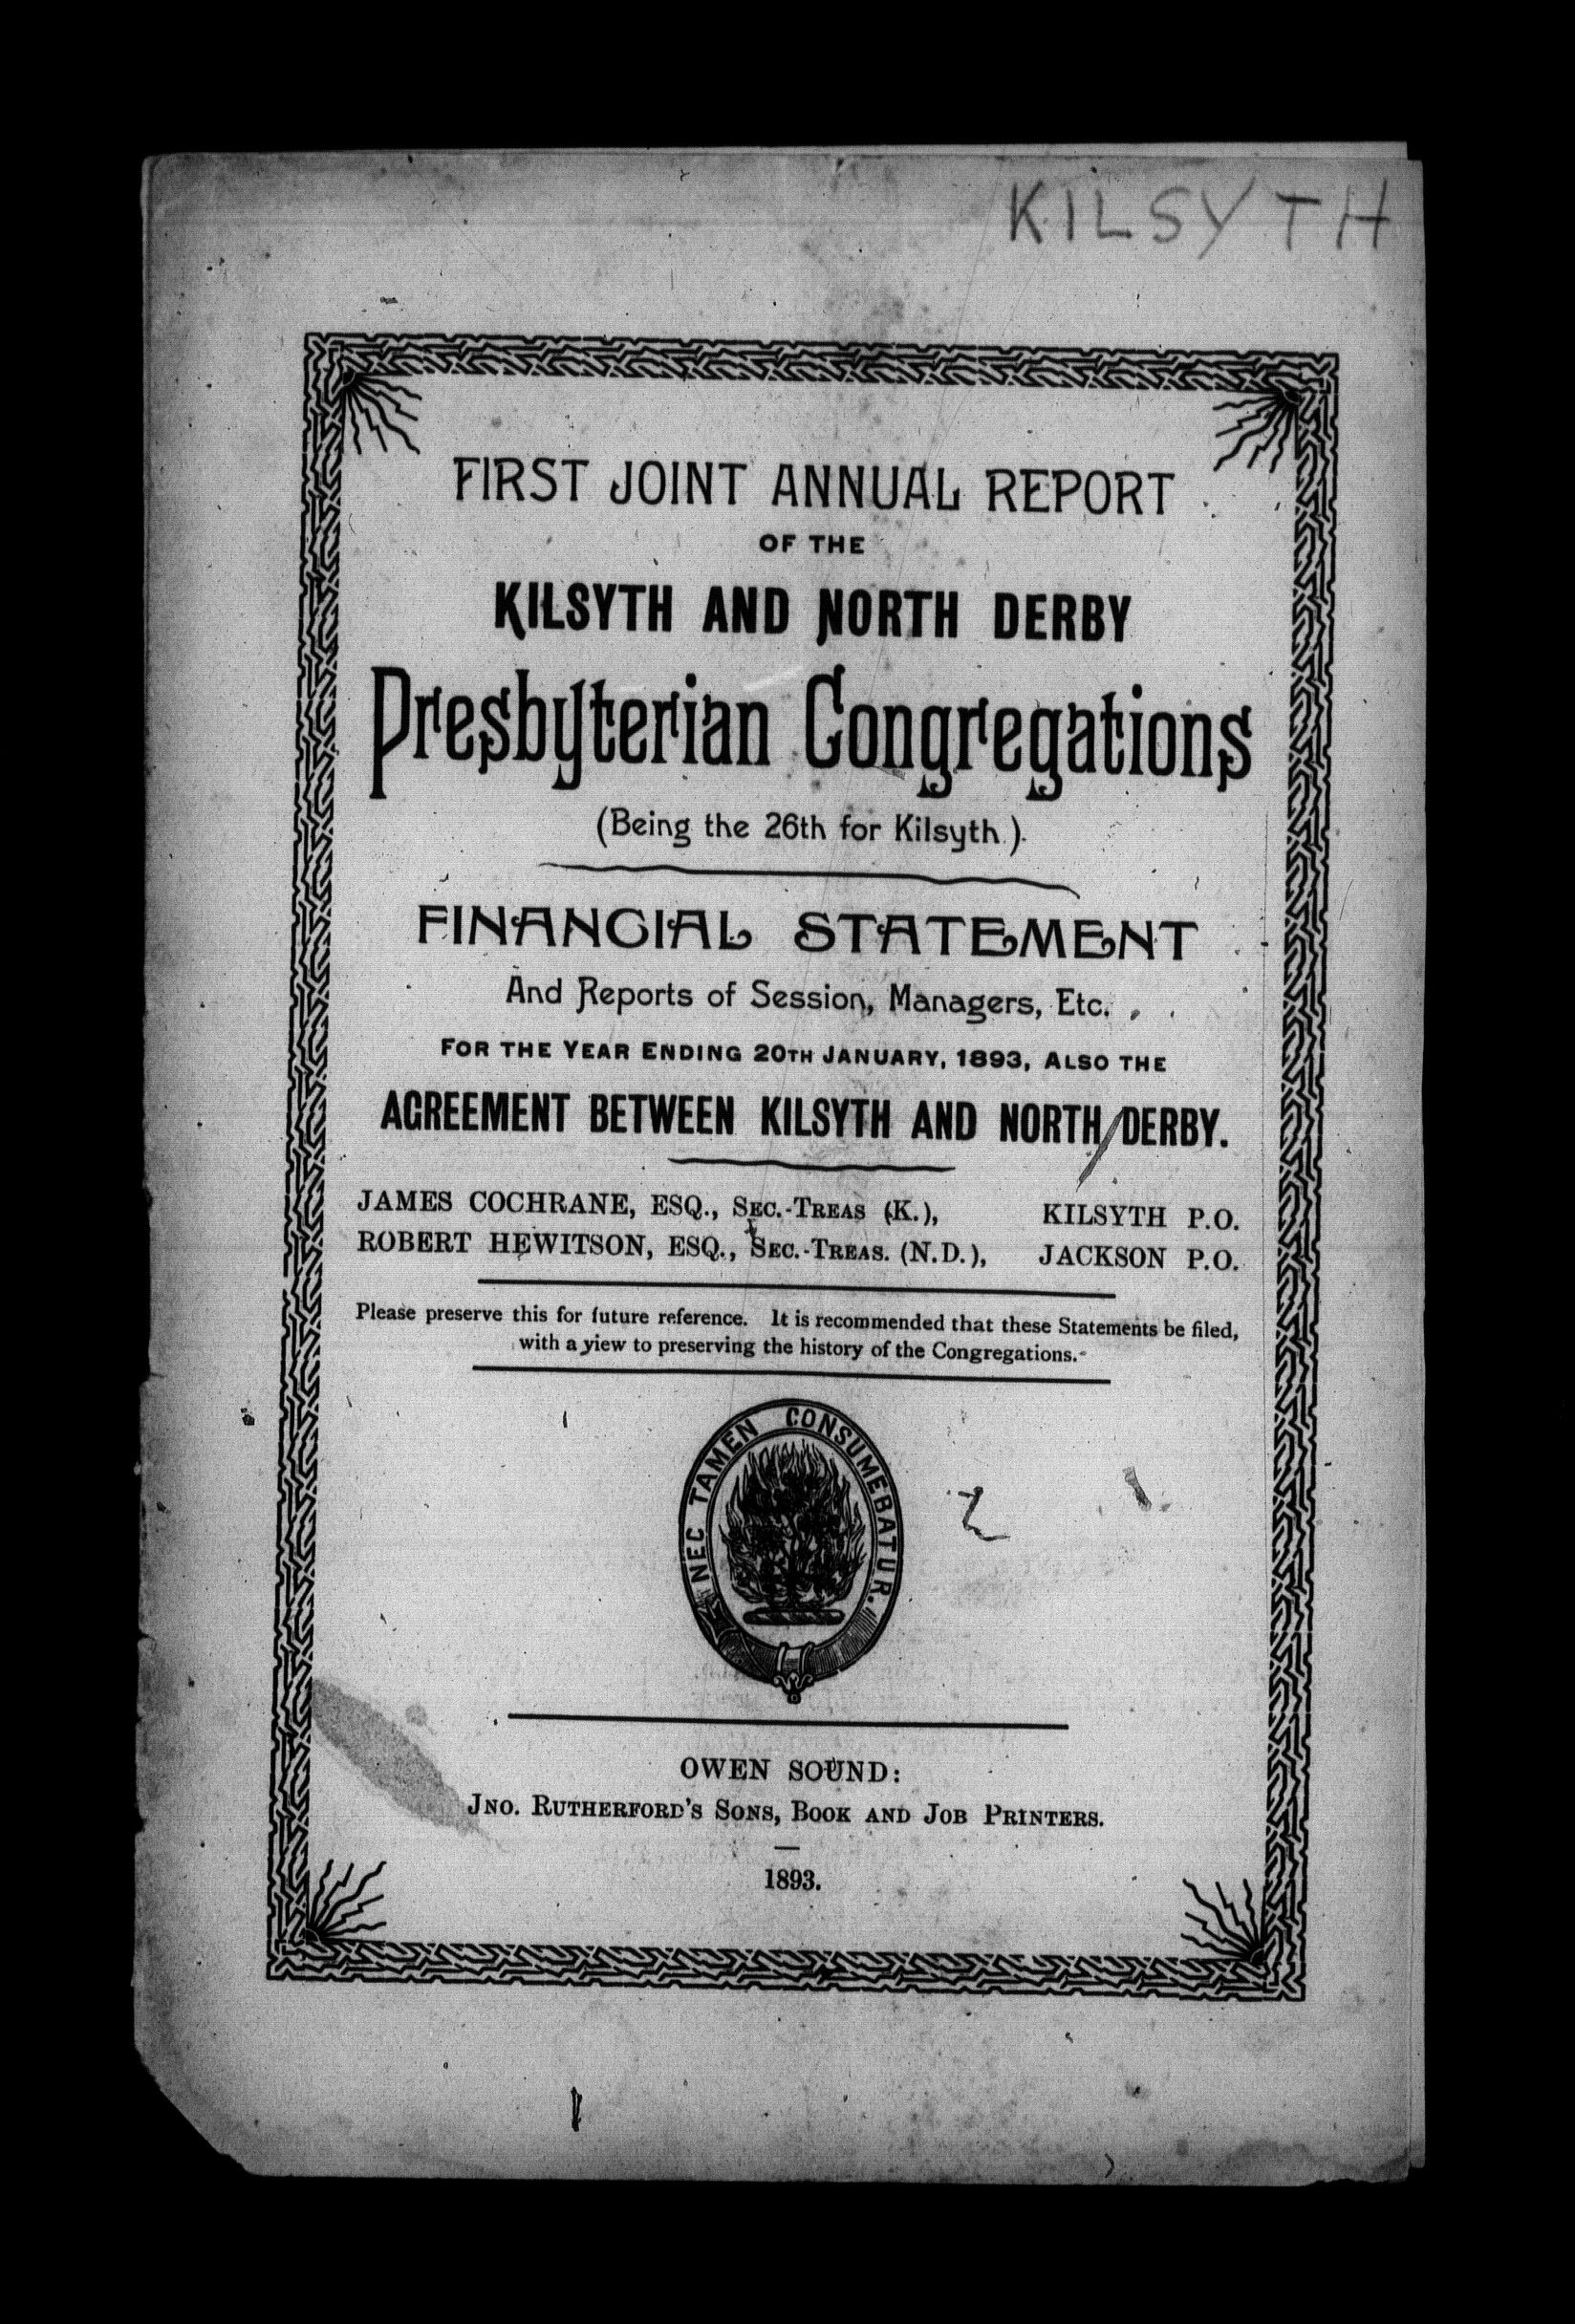 KILSYTH
FIRST JOINT ANNUAL REPORT
OF THE
KILSYTH AND NORTH DERBY
Presbyterian Congregations
(Being the 26th for Kilsyth).
FINANCIAL STATEMENT
And Reports of Session, Managers, Etc.
FOR THE YEAR ENDING 20TH JANUARY, 1893, ALSO THE
AGREEMENT BETWEEN KILSYTH AND NORTH DERBY.
JAMES COCHRANE, ESQ., SEC.-TREAS (K.), KILSYTH P.O.
ROBERT HEWITSON, ESQ., SEC.-TREAS. (N.D.), JACKSON P.O.
Please preserve this for future reference. It is recommended that these Statements be filed,
with a view to preserving the history of the Congregations.
NEC TAMEN CONSUMEBATUR.
2
OWEN SOUND:
JNO. RUTHERFORD'S SONS, BOOK AND JOB PRINTERS.
1893.